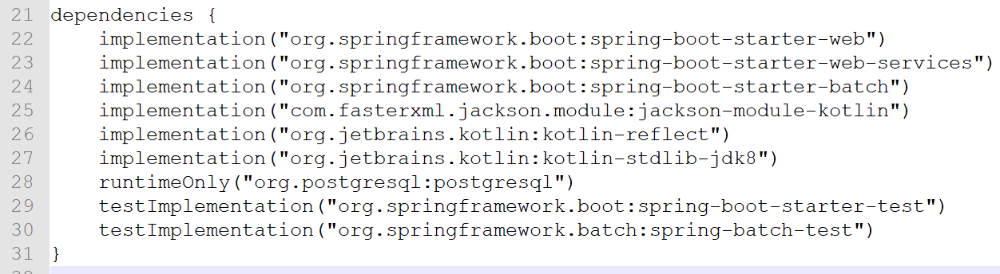 21 dependencies {
22     implementation("org.springframework.boot:spring-boot-starter-web")
23     implementation("org.springframework.boot:spring-boot-starter-web-services")
24     implementation("org.springframework.boot:spring-boot-starter-batch")
25     implementation("com.fasterxml.jackson.module:jackson-module-kotlin")
26     implementation("org.jetbrains.kotlin:kotlin-reflect")
27     implementation("org.jetbrains.kotlin:kotlin-stdlib-jdk8")
28     runtimeOnly("org.postgresql:postgresql")
29     testImplementation("org.springframework.boot:spring-boot-starter-test")
30     testImplementation("org.springframework.batch:spring-batch-test")
31 }